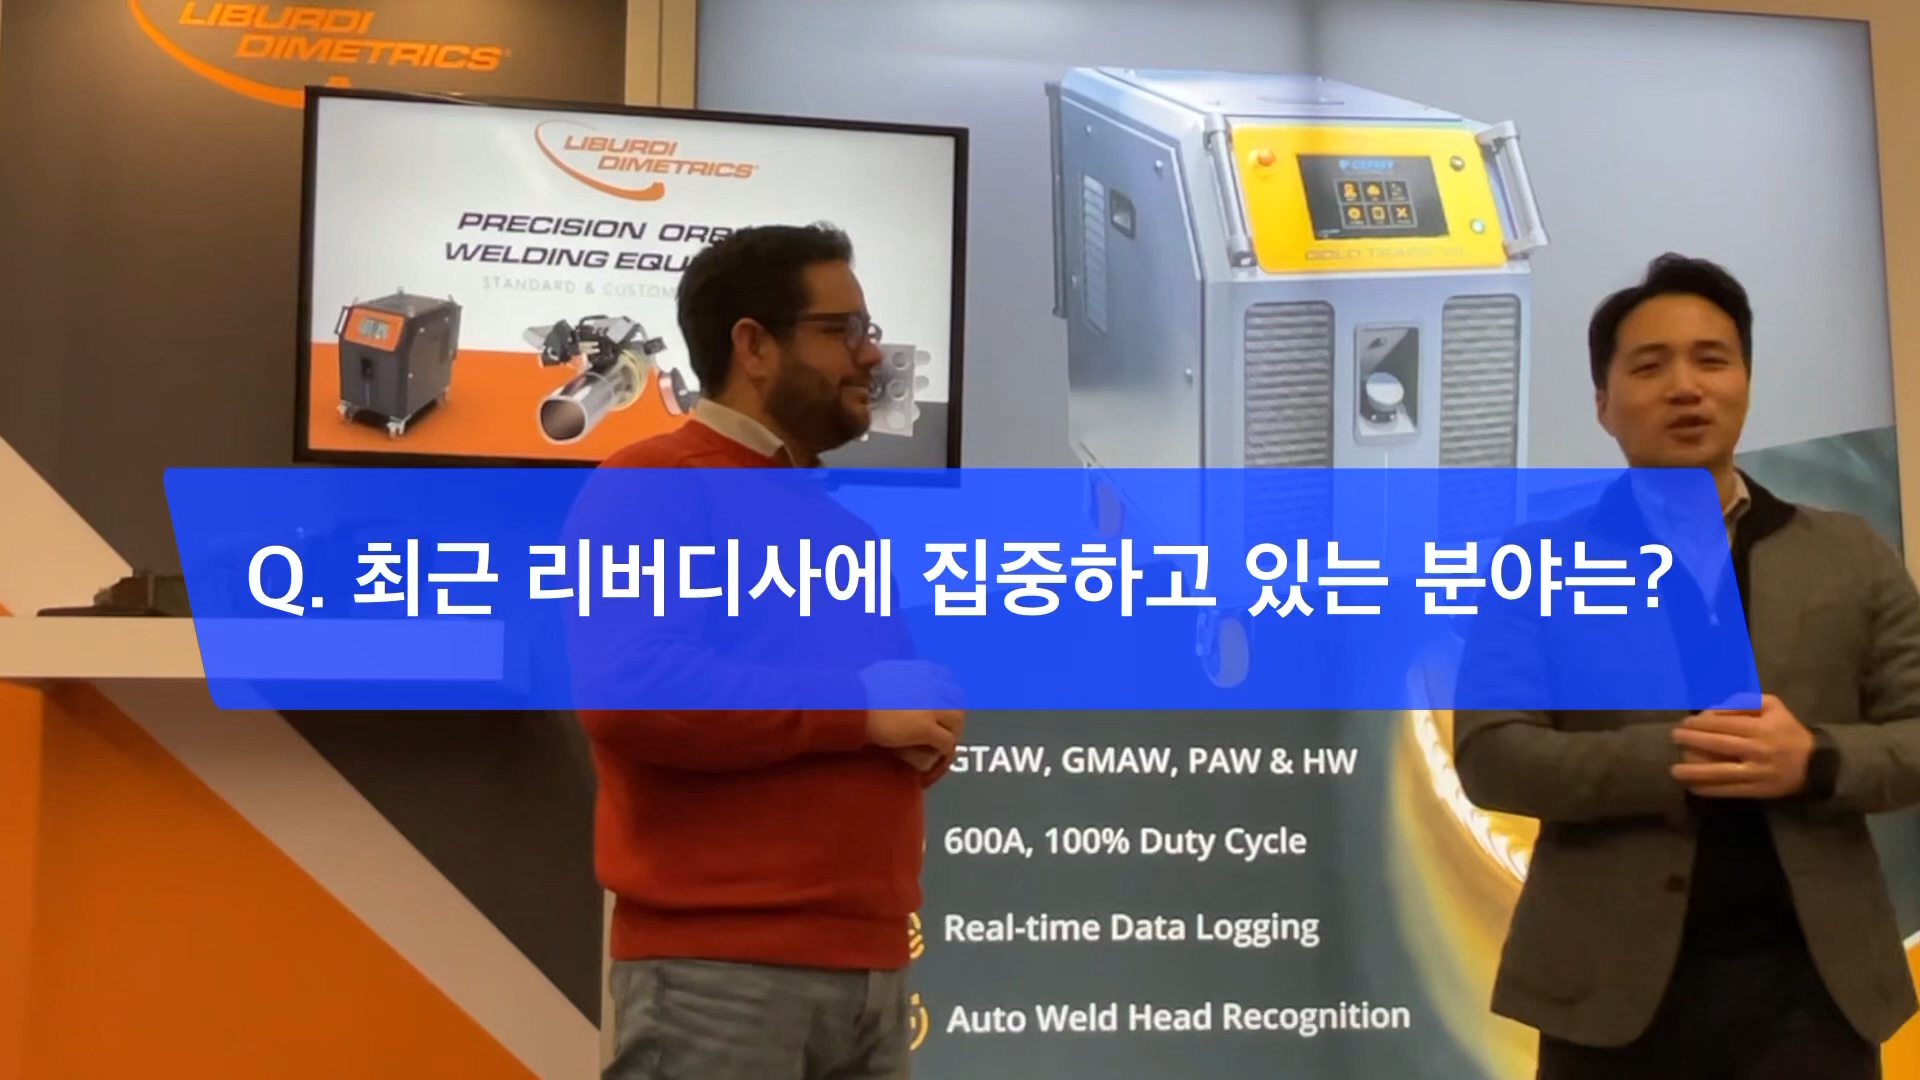 LIBURDI
DIMETRICS
LIBURDI
DIMETRICS
PRECISION
WELDING
STANDARD & CUSTOM
Q. 최근 리버디사에 집중하고 있는 분야는?
GTAW, GMAW, PAW & HW
600A, 100% Duty Cycle
Real-time Data Logging
Auto Weld Head Recognition